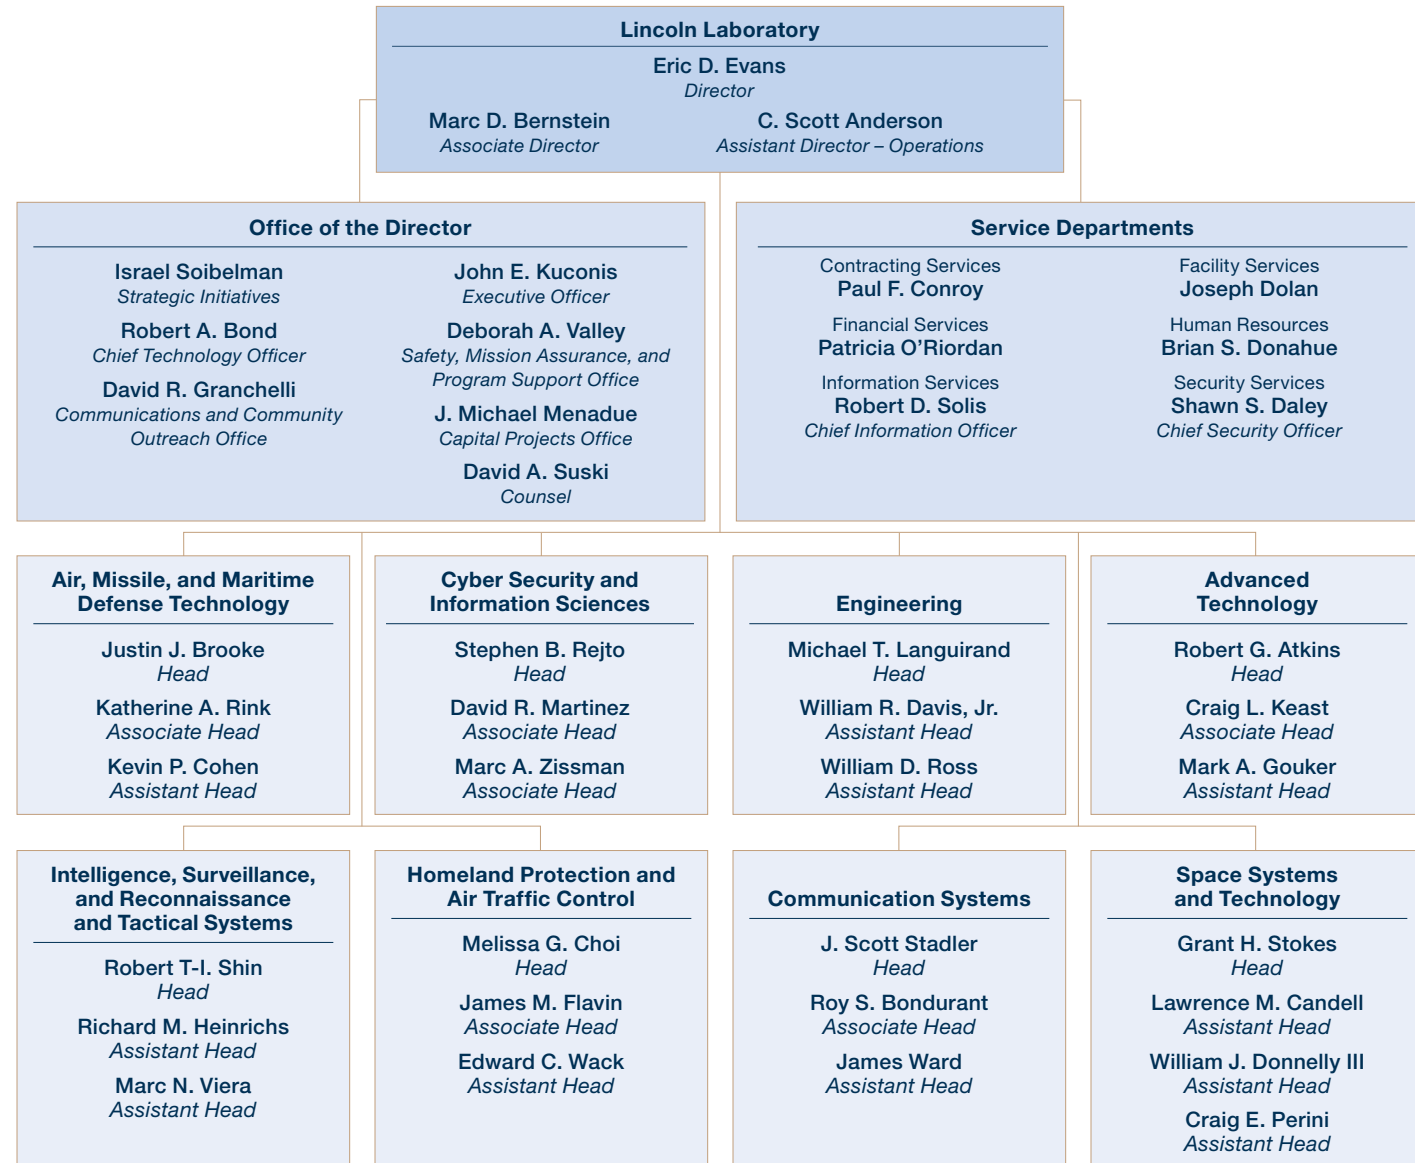 Lincoln Laboratory
Eric D. Evans
Director
Marc D. Bernstein
Associate Director
C. Scott Anderson
Assistant Director – Operations
Office of the Director
Israel Soibelman
Strategic Initiatives
Robert A. Bond
Chief Technology Officer
David R. Granchelli
Communications and Community
Outreach Office
John E. Kuconis
Executive Officer
Deborah A. Valley
Safety, Mission Assurance, and
Program Support Office
J. Michael Menadue
Capital Projects Office
David A. Suski
Counsel
Service Departments
Contracting Services
Paul F. Conroy
Financial Services
Patricia O’Riordan
Information Services
Robert D. Solis
Chief Information Officer
Facility Services
Joseph Dolan
Human Resources
Brian S. Donahue
Security Services
Shawn S. Daley
Chief Security Officer
Air, Missile, and Maritime
Defense Technology
Justin J. Brooke
Head
Katherine A. Rink
Associate Head
Kevin P. Cohen
Assistant Head
Cyber Security and
Information Sciences
Stephen B. Rejto
Head
David R. Martinez
Associate Head
Marc A. Zissman
Associate Head
Engineering
Michael T. Languirand
Head
William R. Davis, Jr.
Assistant Head
William D. Ross
Assistant Head
Advanced
Technology
Robert G. Atkins
Head
Craig L. Keast
Associate Head
Mark A. Gouker
Assistant Head
Intelligence, Surveillance,
and Reconnaissance
and Tactical Systems
Robert T-I. Shin
Head
Richard M. Heinrichs
Assistant Head
Marc N. Viera
Assistant Head
Homeland Protection and
Air Traffic Control
Melissa G. Choi
Head
James M. Flavin
Associate Head
Edward C. Wack
Assistant Head
Communication Systems
J. Scott Stadler
Head
Roy S. Bondurant
Associate Head
James Ward
Assistant Head
Space Systems
and Technology
Grant H. Stokes
Head
Lawrence M. Candell
Assistant Head
William J. Donnelly III
Assistant Head
Craig E. Perini
Assistant Head